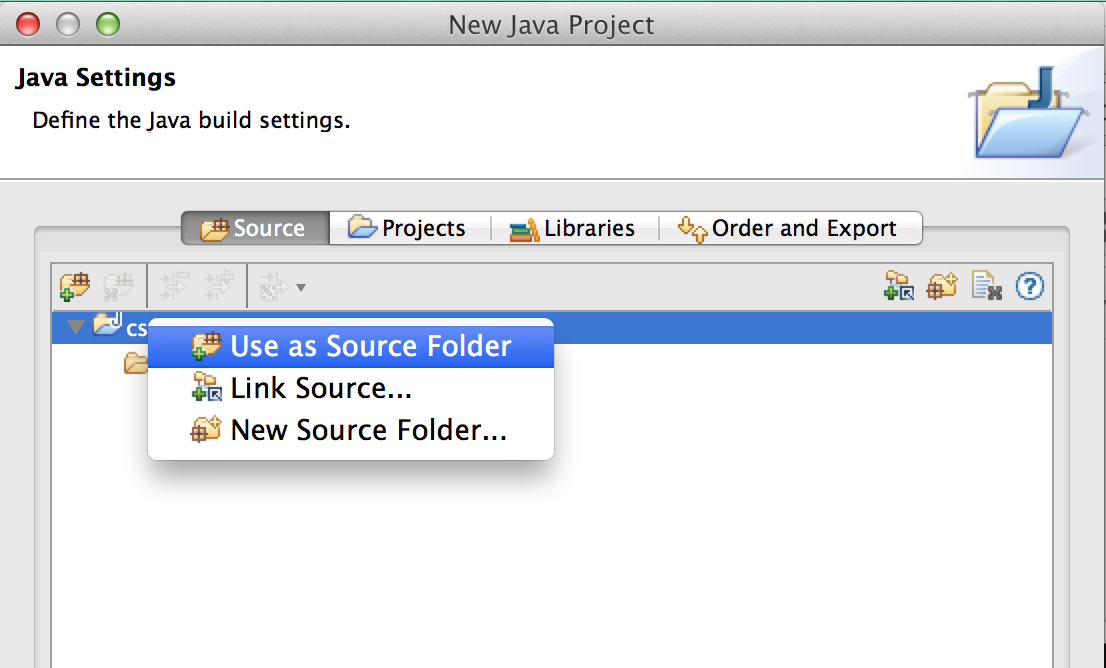 New Java Project
Java Settings
Define the Java build settings.
Source Projects Libraries Order and Export
cs
Use as Source Folder
Link Source...
New Source Folder...